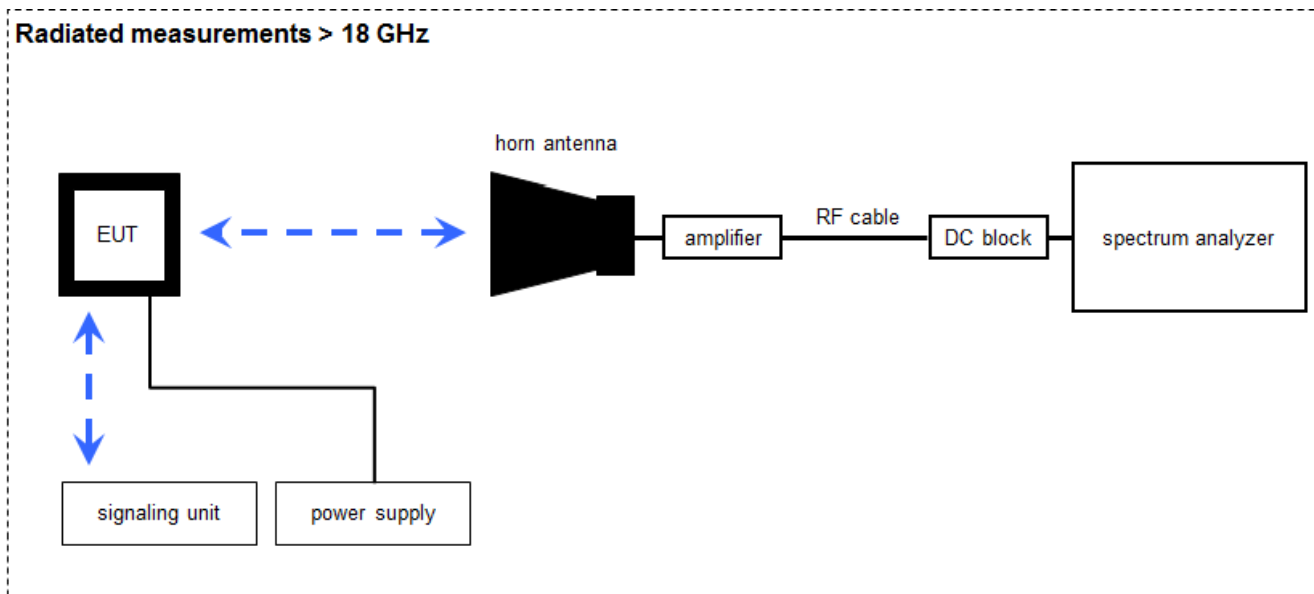 Radiated measurements > 18 GHz
horn antenna
EUT
amplifier
RF cable
DC block
spectrum analyzer
signaling unit
power supply